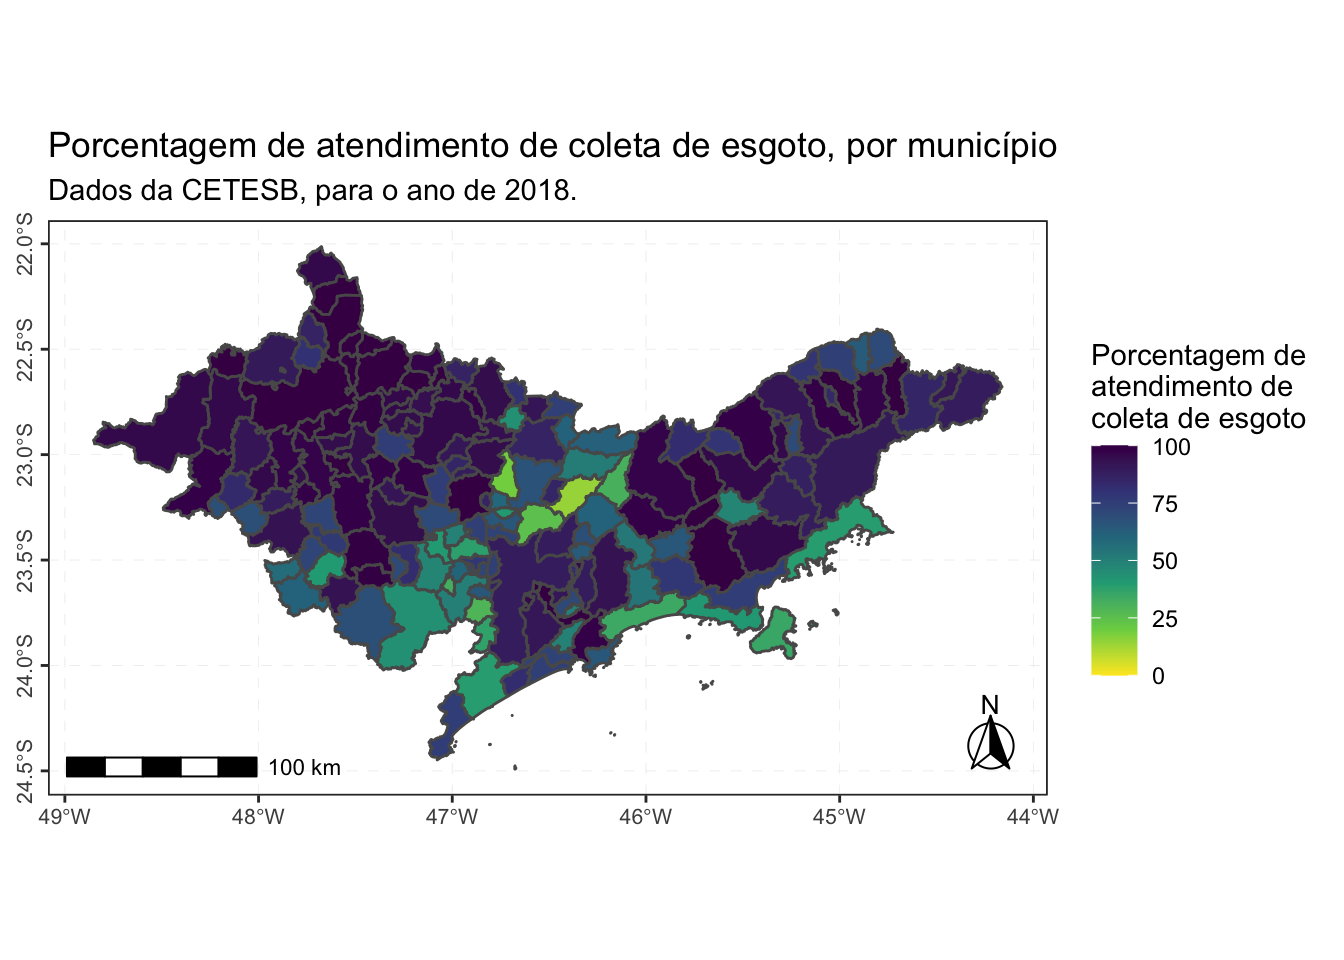 Porcentagem de atendimento de coleta de esgoto, por município
Dados da CETESB, para o ano de 2018.
22.0°S
22.5°S
23.0°S
23.5°S
24.0°S
24.5°S
49°W
48°W
47°W
46°W
45°W
44°W
100 km
N
Porcentagem de
atendimento de
coleta de esgoto
100
75
50
25
0